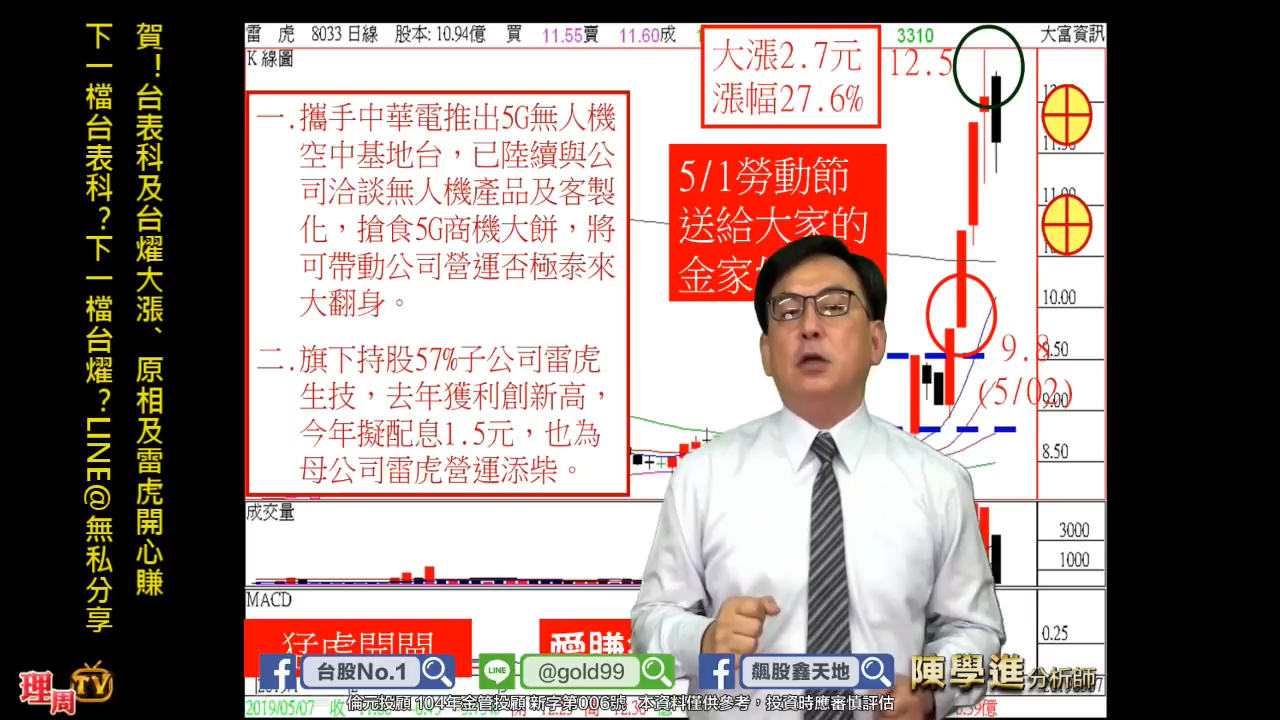 賀！台表科及台燿大漲、原相及雷虎開心賺
下一檔台表科？下一檔台燿？LINE@無私分享
雷 虎 8033 日線 股本: 10.94億 買 11.55賣 11.60成
3310
大富資訊
K 線圖
大漲2.7元
漲幅27.6%
12.5
一.攜手中華電推出5G無人機
空中基地台，已陸續與公
司洽談無人機產品及客製
化，搶食5G商機大餅，將
可帶動公司營運否極泰來
大翻身。
二.旗下持股57%子公司雷虎
生技，去年獲利創新高，
今年擬配息1.5元，也為
母公司雷虎營運添柴。
5/1勞動節
送給大家的
金家
11.50
11.00
10.00
9.50
9.00
8.50
9.8
(5/02)
成交量
3000
1000
MACD
0.25
猛虎開閘
愛賺
台股No.1
LINE
@gold99
飆股鑫天地
陳學進分析師
理周TV
2019/05/07
倫元投顧 104年金管投顧新字第006號 本資料僅供參考，投資時應審慎評估